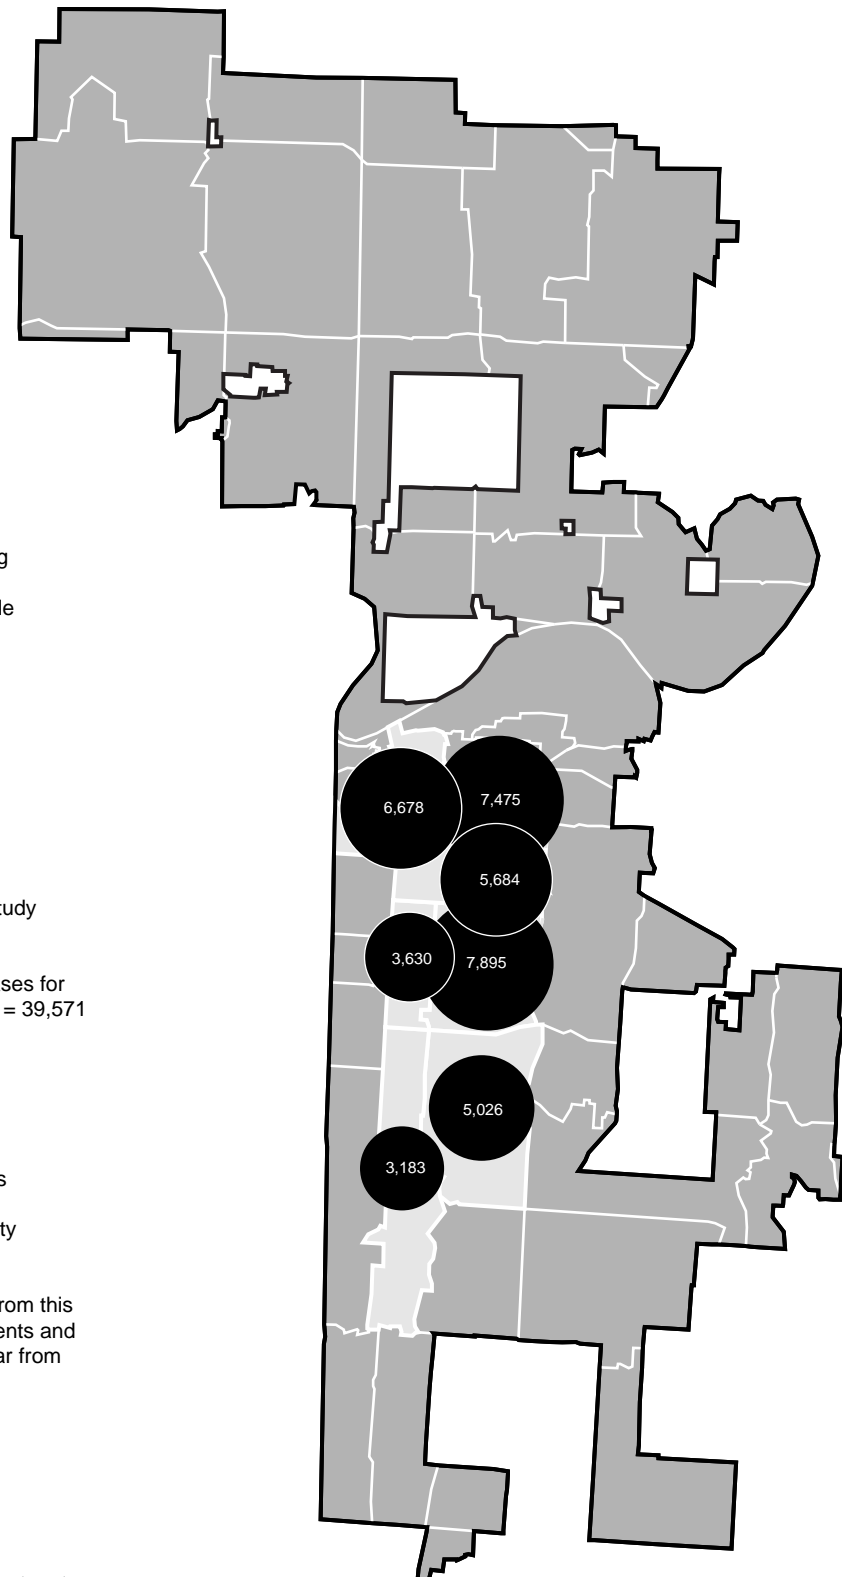 g
le
6,678
7,475
5,684
tudy
3,630
7,895
ses for
= 39,571
5,026
3,183
s
ty
rom this
ents and
ar from